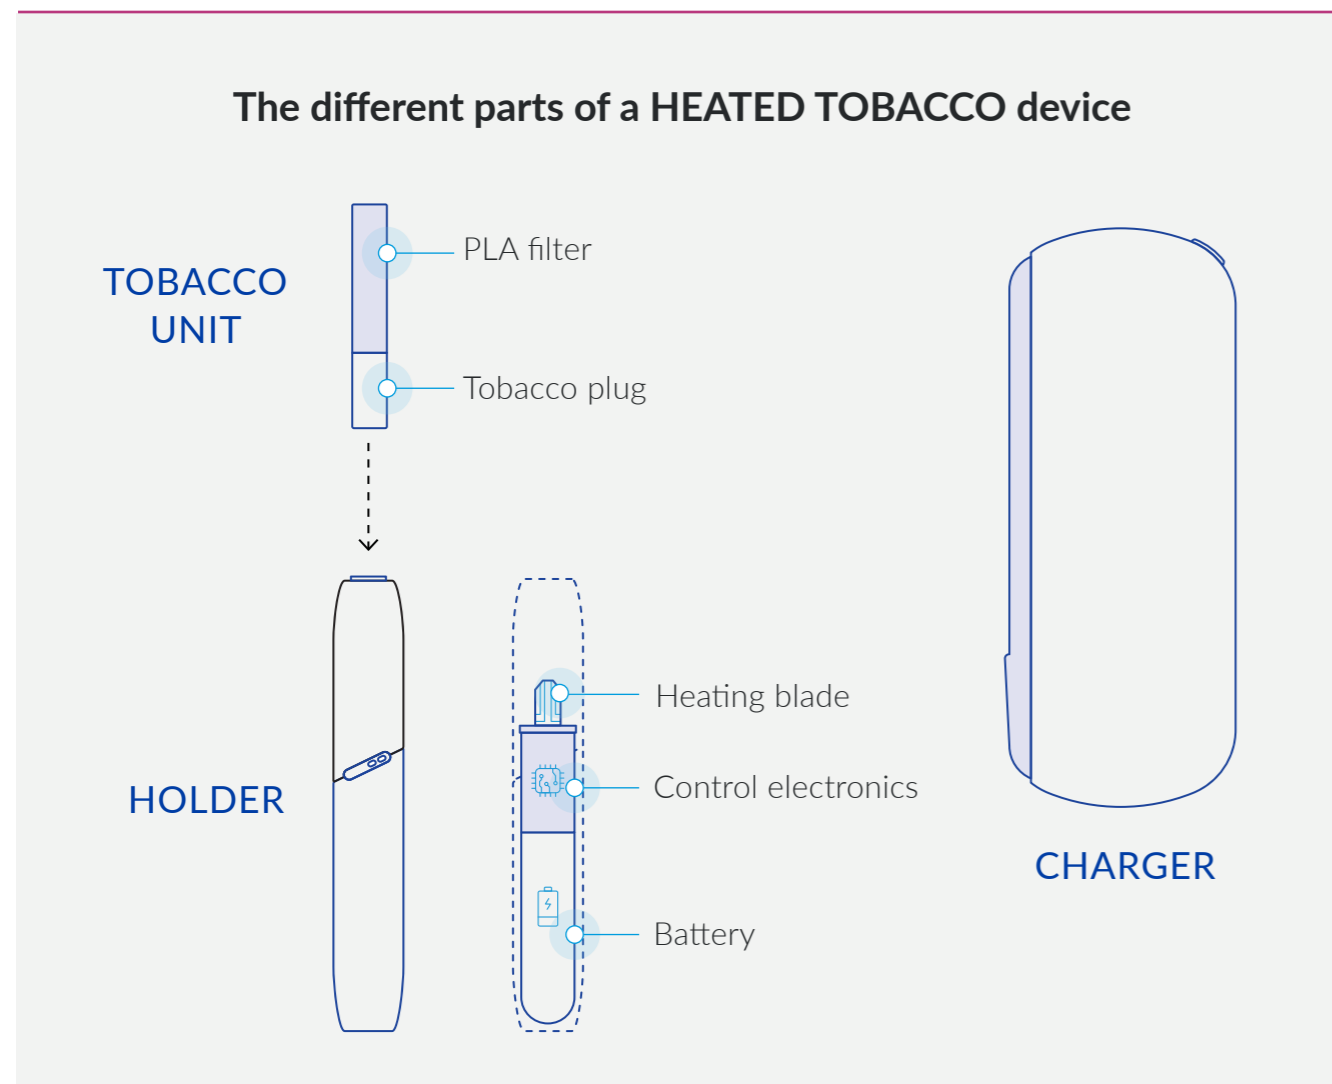 The different parts of a HEATED TOBACCO device
PLA filter
TOBACCO
UNIT
Tobacco plug
Heating blade
Control electronics
HOLDER
CHARGER
Battery